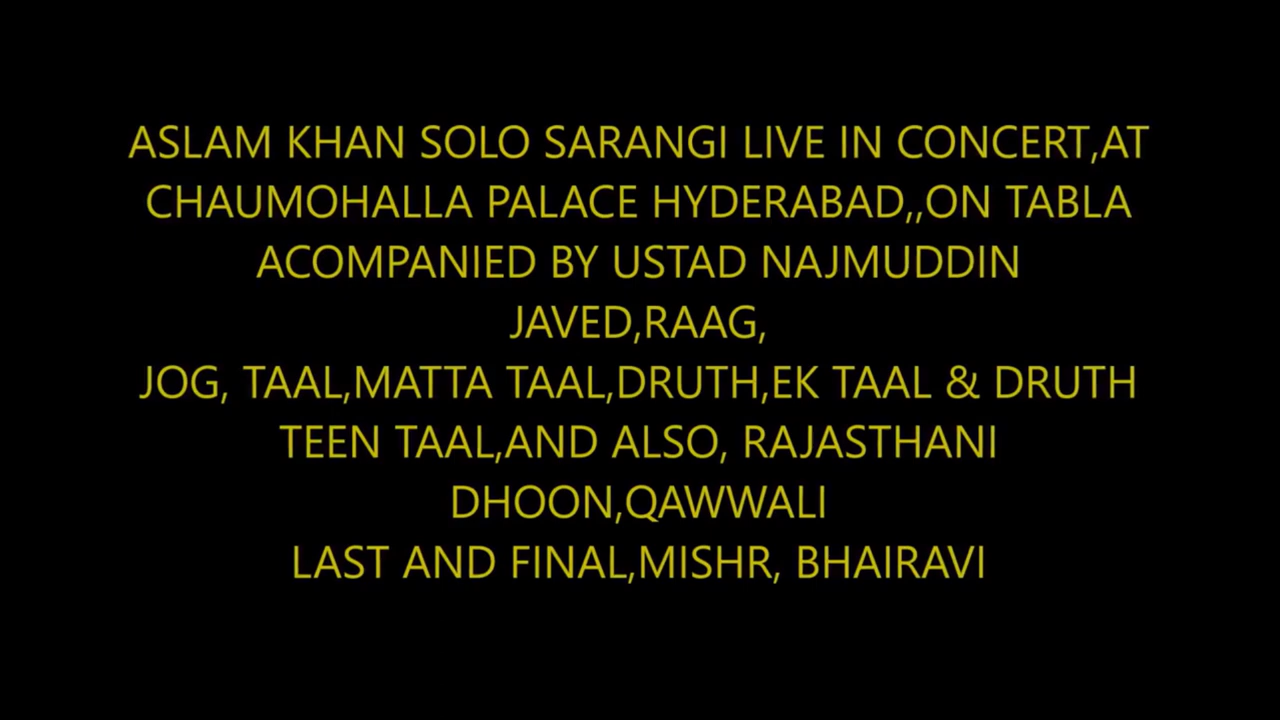 ASLAM KHAN SOLO SARANGI LIVE IN CONCERT,AT
CHAUMOHALLA PALACE HYDERABAD,,ON TABLA
ACOMPANIED BY USTAD NAJMUDDIN
JAVED,RAAG,
JOG, TAAL,MATTA TAAL,DRUTH,EK TAAL & DRUTH
TEEN TAAL,AND ALSO, RAJASTHANI
DHOON,QAWWALI
LAST AND FINAL,MISHR, BHAIRAVI